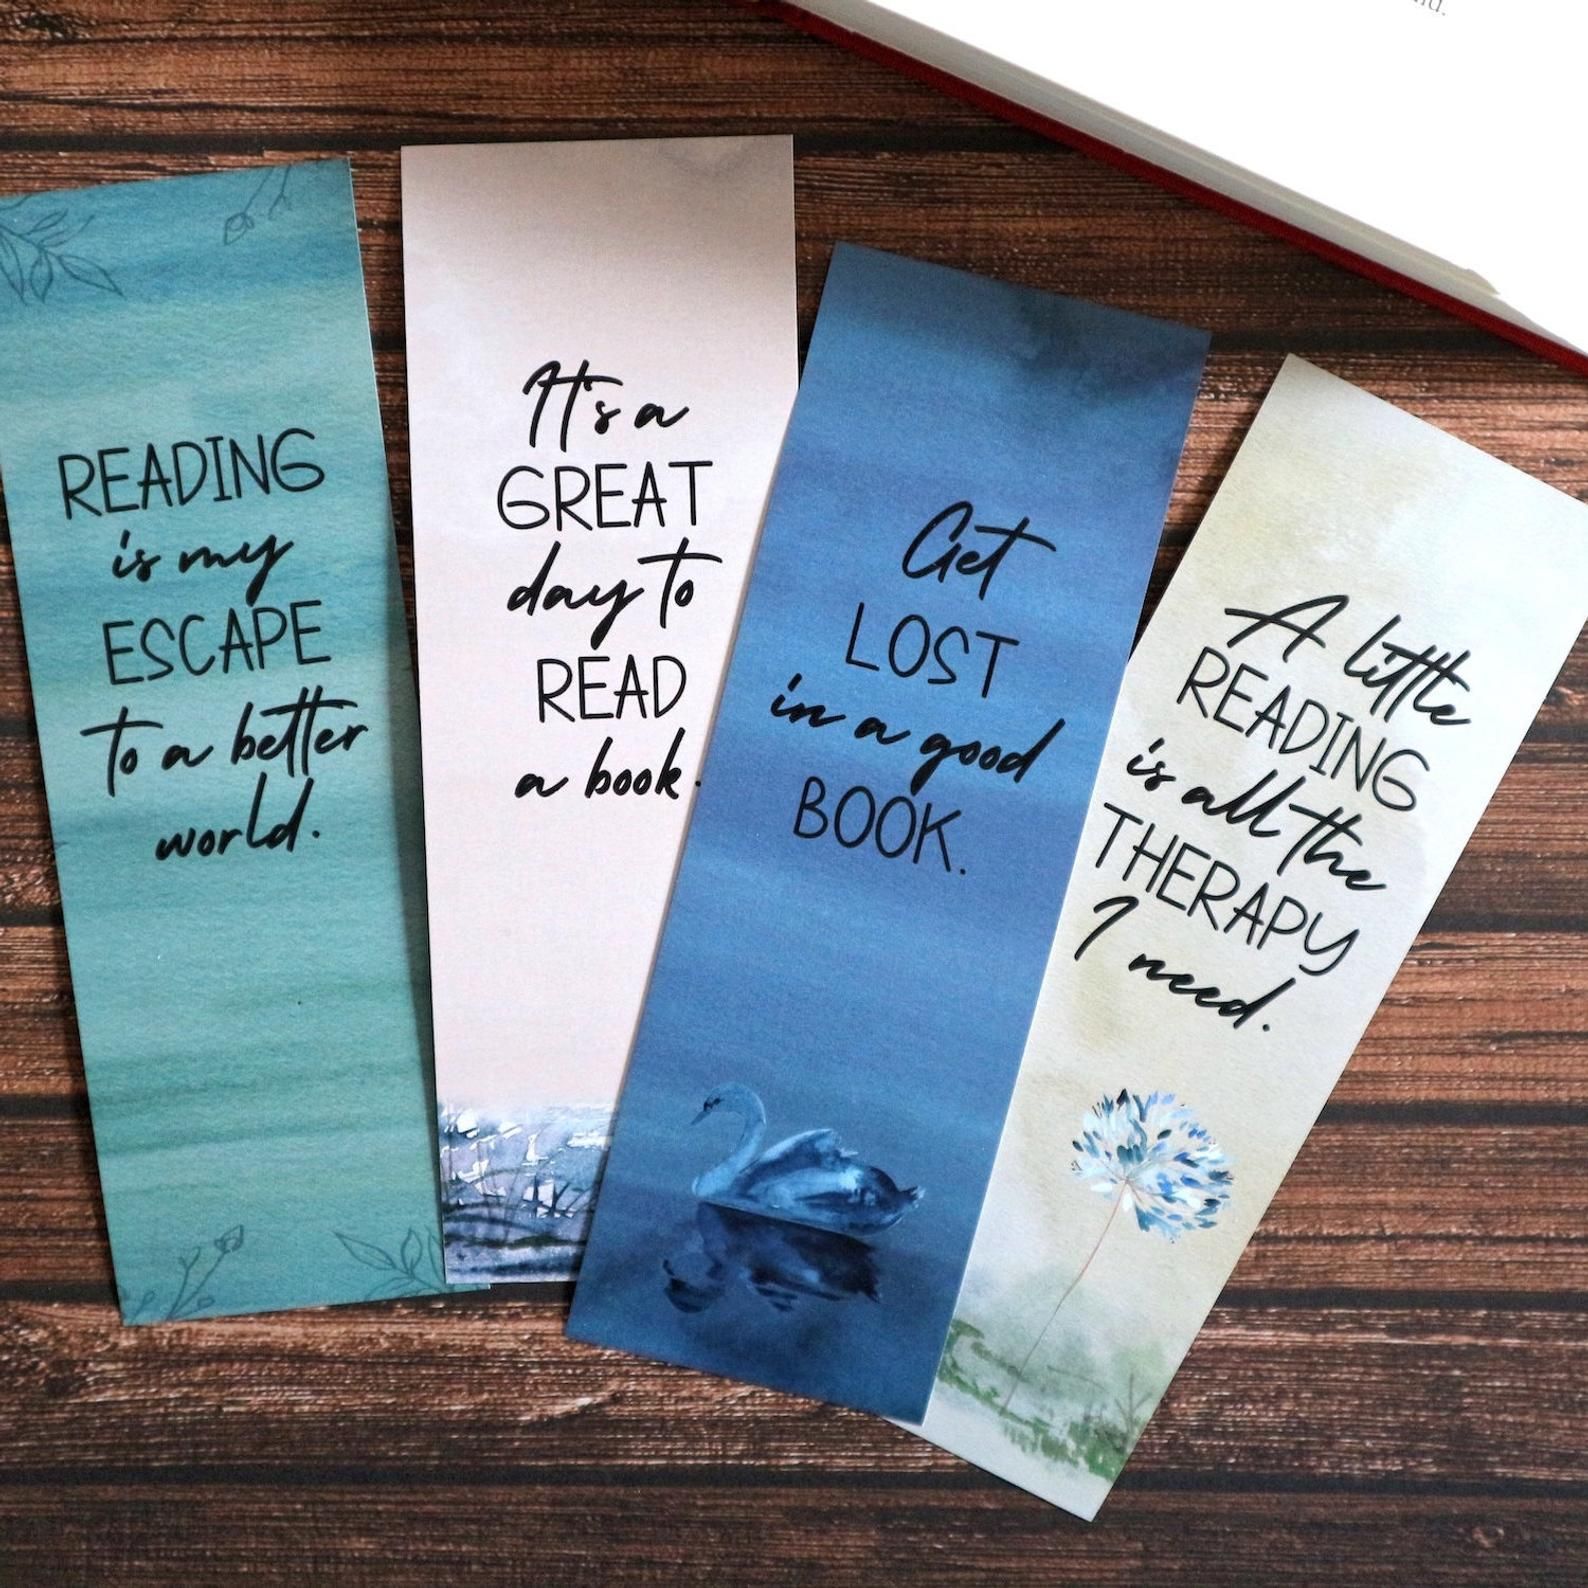 READING
is my
ESCAPE
to a better
world.
It's a
GREAT
day to
READ
a book.
Get
LOST
in a good
BOOK.
A little
READING
is all the
THERAPY
I need.